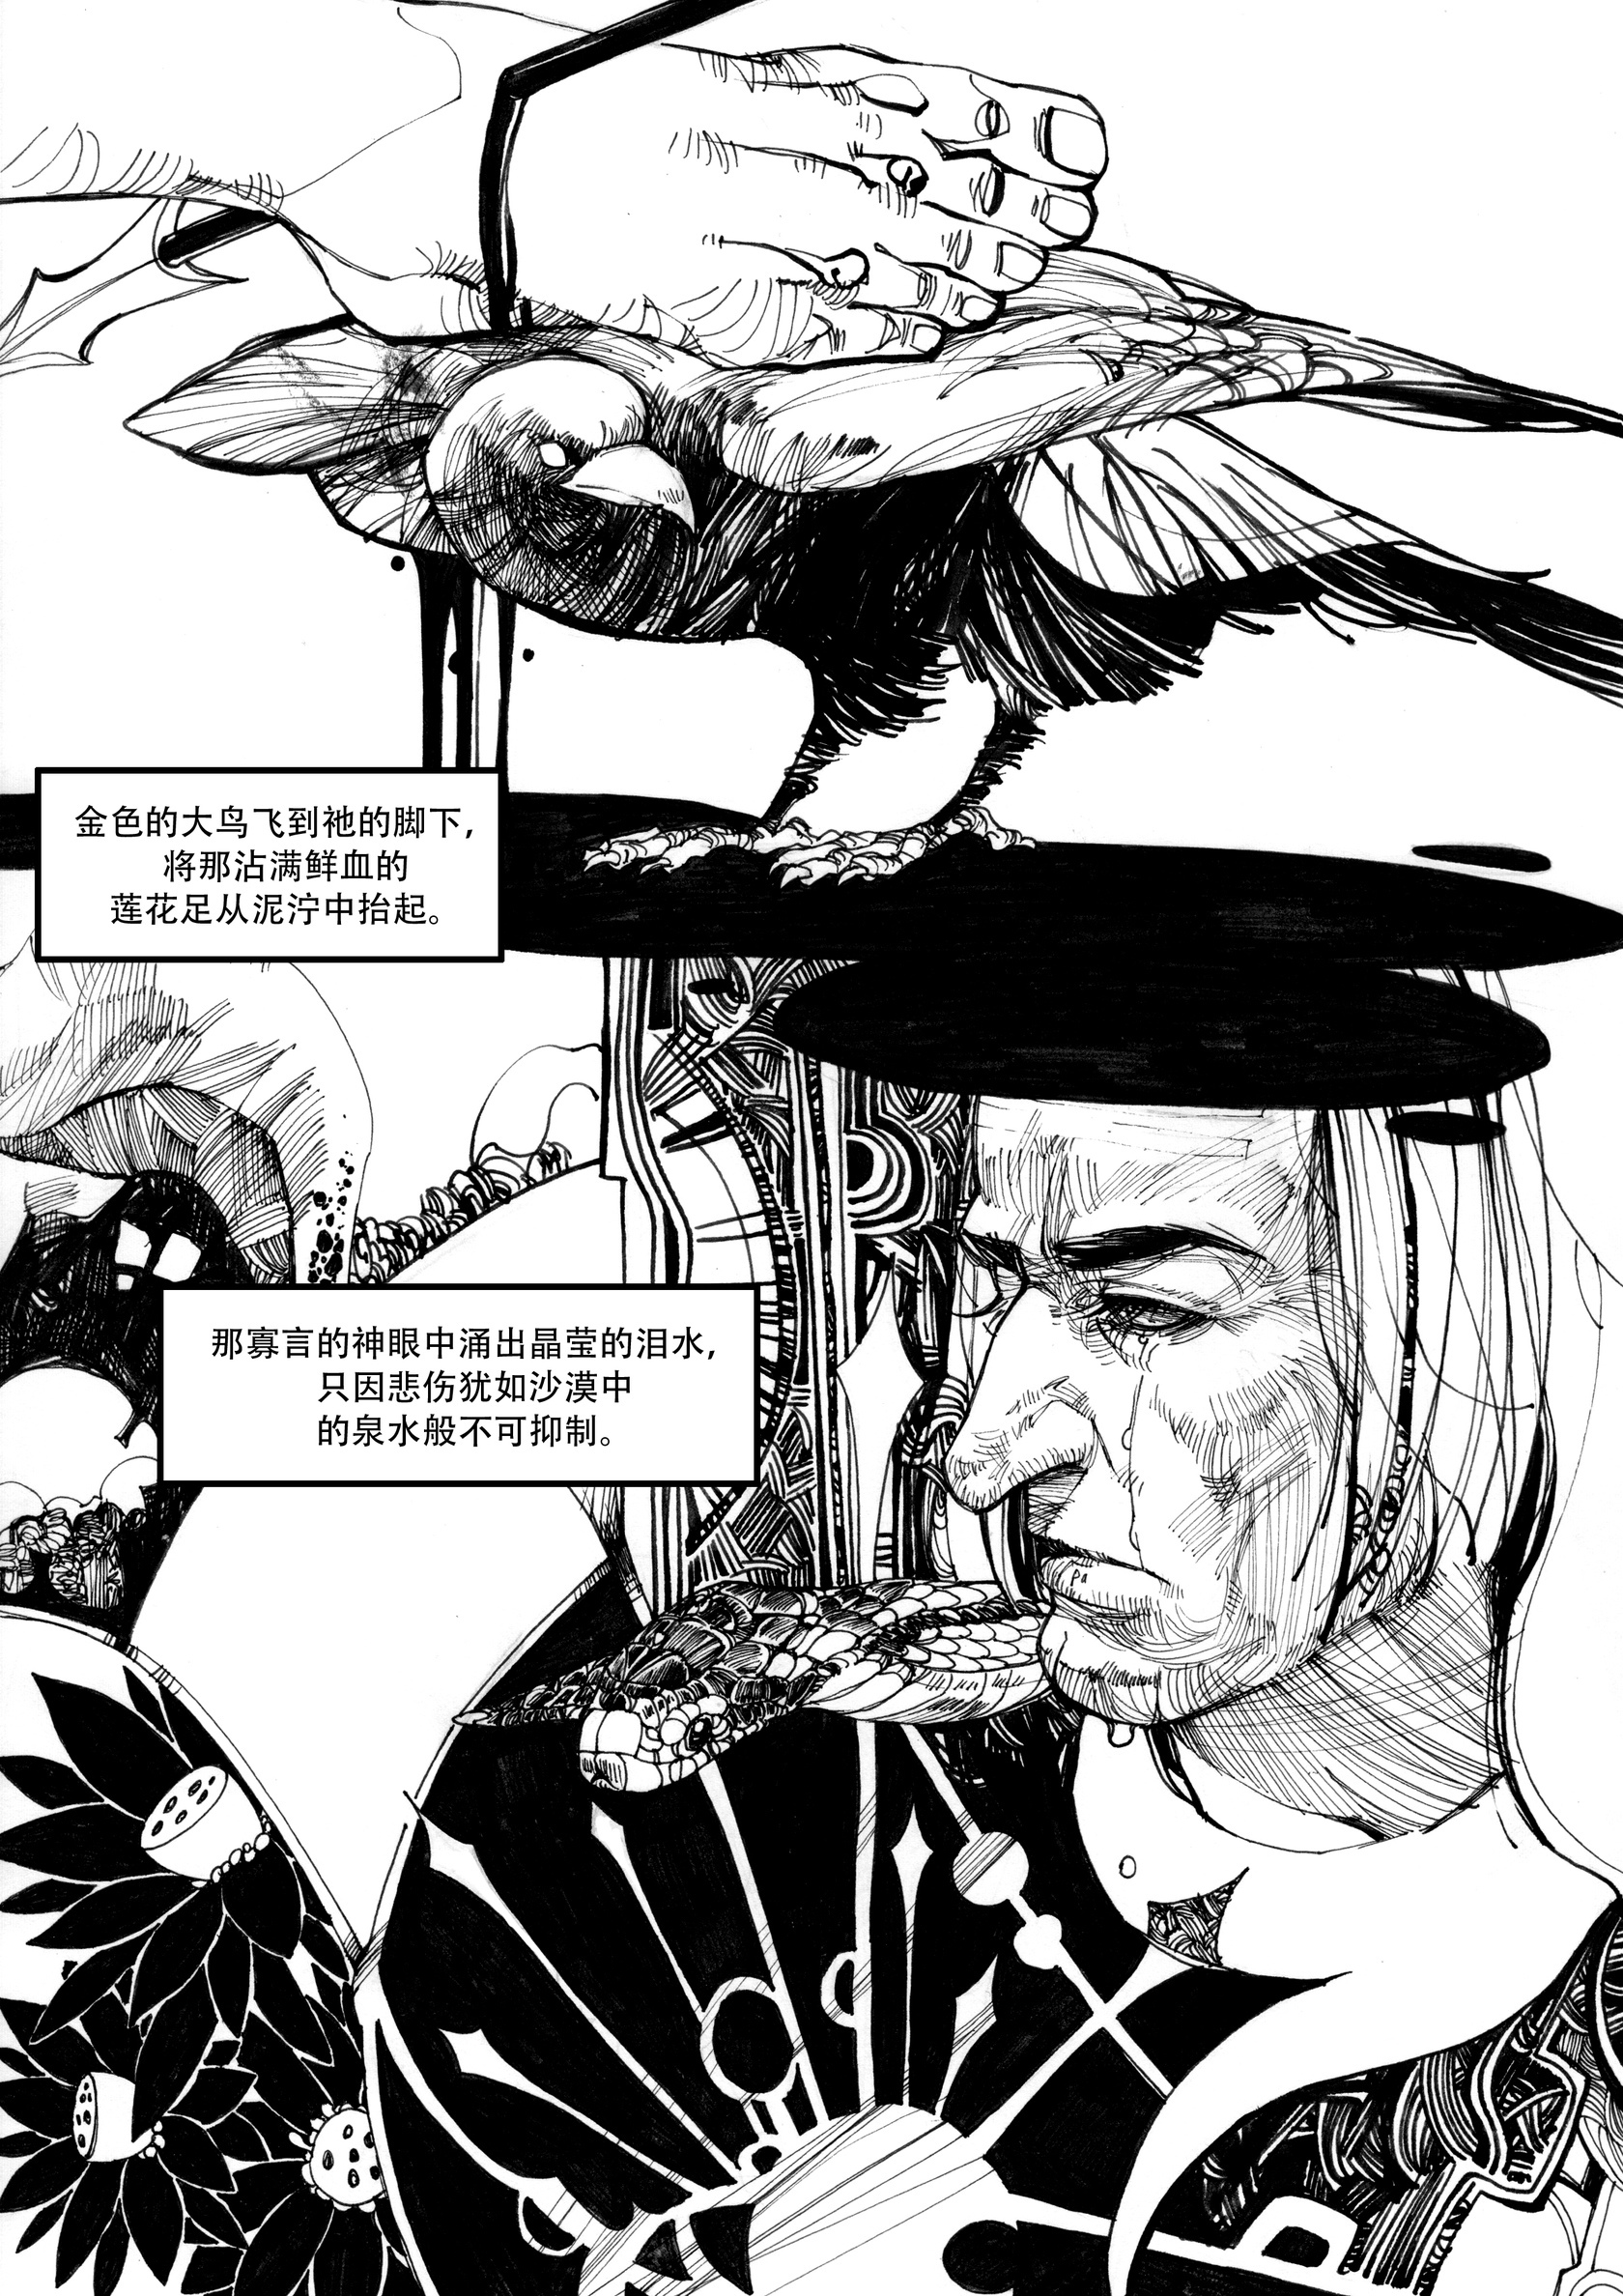 金色的大鸟飞到祂的脚下，
将那沾满鲜血的
莲花足从泥泞中抬起。
那寡言的神眼中涌出晶莹的泪水，
只因悲伤犹如沙漠中
的泉水般不可抑制。